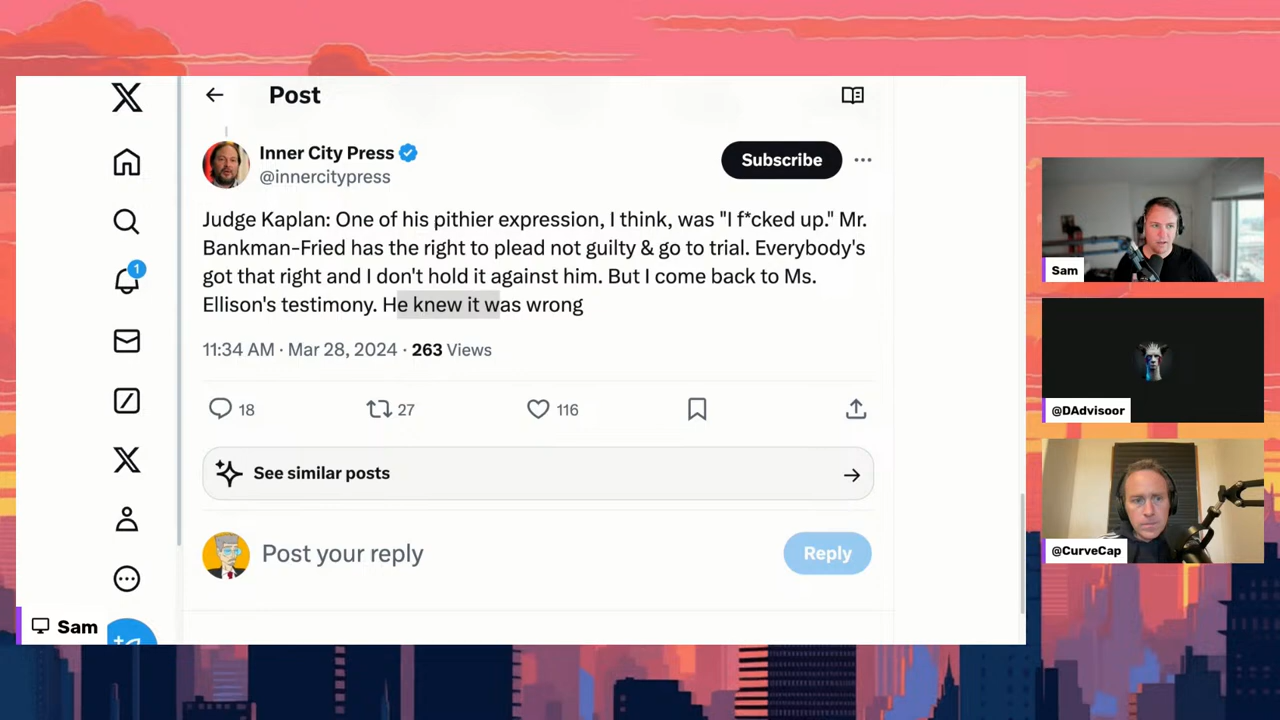 Post
Inner City Press
@innercitypress
Subscribe
Judge Kaplan: One of his pithier expression, I think, was "I f*cked up." Mr.
Bankman-Fried has the right to plead not guilty & go to trial. Everybody's
got that right and I don't hold it against him. But I come back to Ms.
Ellison's testimony. He knew it was wrong
11:34 AM · Mar 28, 2024 · 263 Views
18
27
116
See similar posts
Post your reply
Reply
1
Sam
Sam
@DAdvisoor
@CurveCap